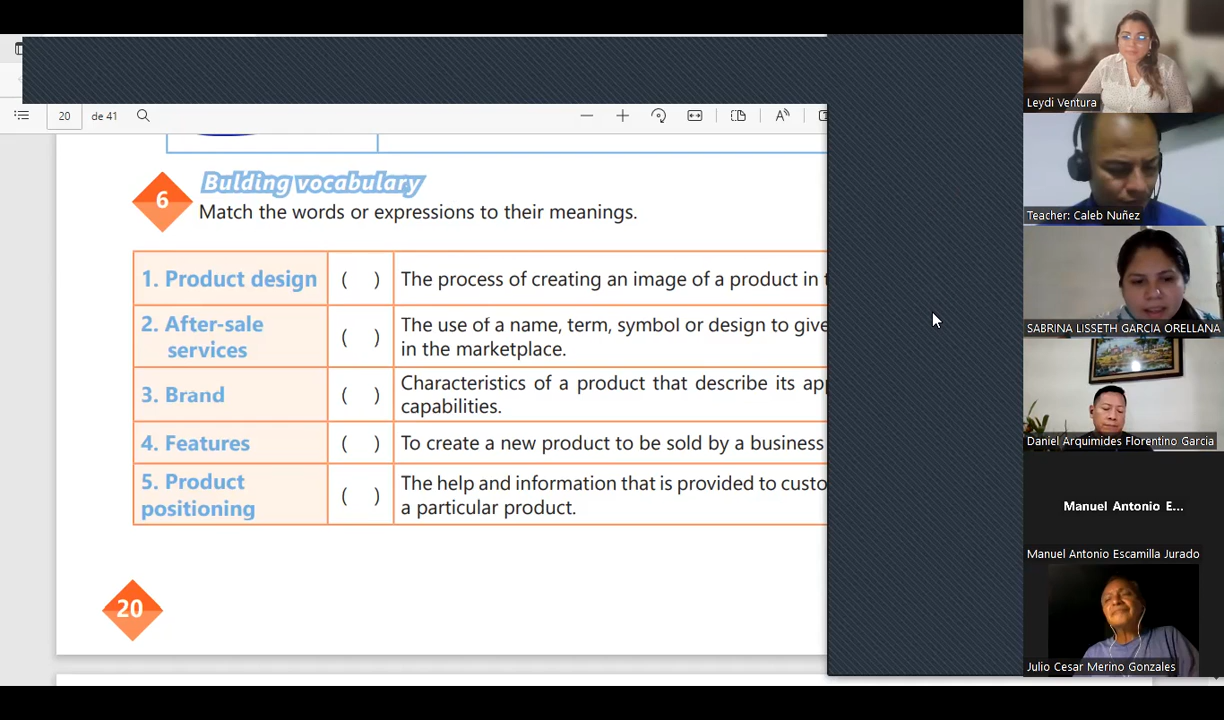 20
de 41
6
Bulding vocabulary
Match the words or expressions to their meanings.
1. Product design
( )
The process of creating an image of a product in
2. After-sale
services
( )
The use of a name, term, symbol or design to give
in the marketplace.
3. Brand
( )
Characteristics of a product that describe its
capabilities.
4. Features
( )
To create a new product to be sold by a business
5. Product
positioning
( )
The help and information that is provided to
a particular product.
20
Leydi Ventura
Teacher: Caleb Nuñez
SABRINA LISSETH GARCIA ORELLANA
Daniel Arquimides Florentino Garcia
Manuel Antonio E...
Manuel Antonio Escamilla Jurado
Julio Cesar Merino Gonzales